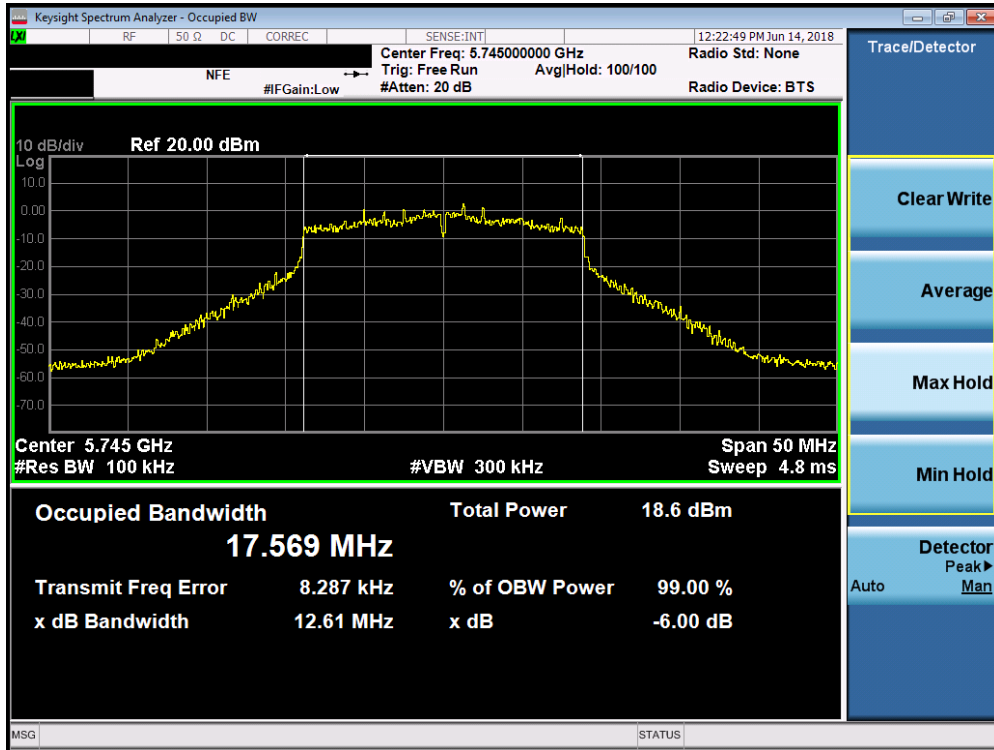 Keysight Spectrum Analyzer - Occupied BW
LXI RF 50 Ω DC CORREC SENSE:INT 12:22:49 PM Jun 14, 2018
Center Freq: 5.745000000 GHz Radio Std: None
NFE Trig: Free Run Avg|Hold: 100/100
#IFGain:Low #Atten: 20 dB Radio Device: BTS
Trace/Detector
10 dB/div Ref 20.00 dBm
Log
10.0
0.00
-10.0
-20.0
-30.0
-40.0
-50.0
-60.0
-70.0
Center 5.745 GHz Span 50 MHz
#Res BW 100 kHz #VBW 300 kHz Sweep 4.8 ms
Occupied Bandwidth Total Power 18.6 dBm
17.569 MHz
Transmit Freq Error 8.287 kHz % of OBW Power 99.00 %
x dB Bandwidth 12.61 MHz x dB -6.00 dB
Clear Write
Average
Max Hold
Min Hold
Detector
Peak▶
Auto Man
MSG STATUS